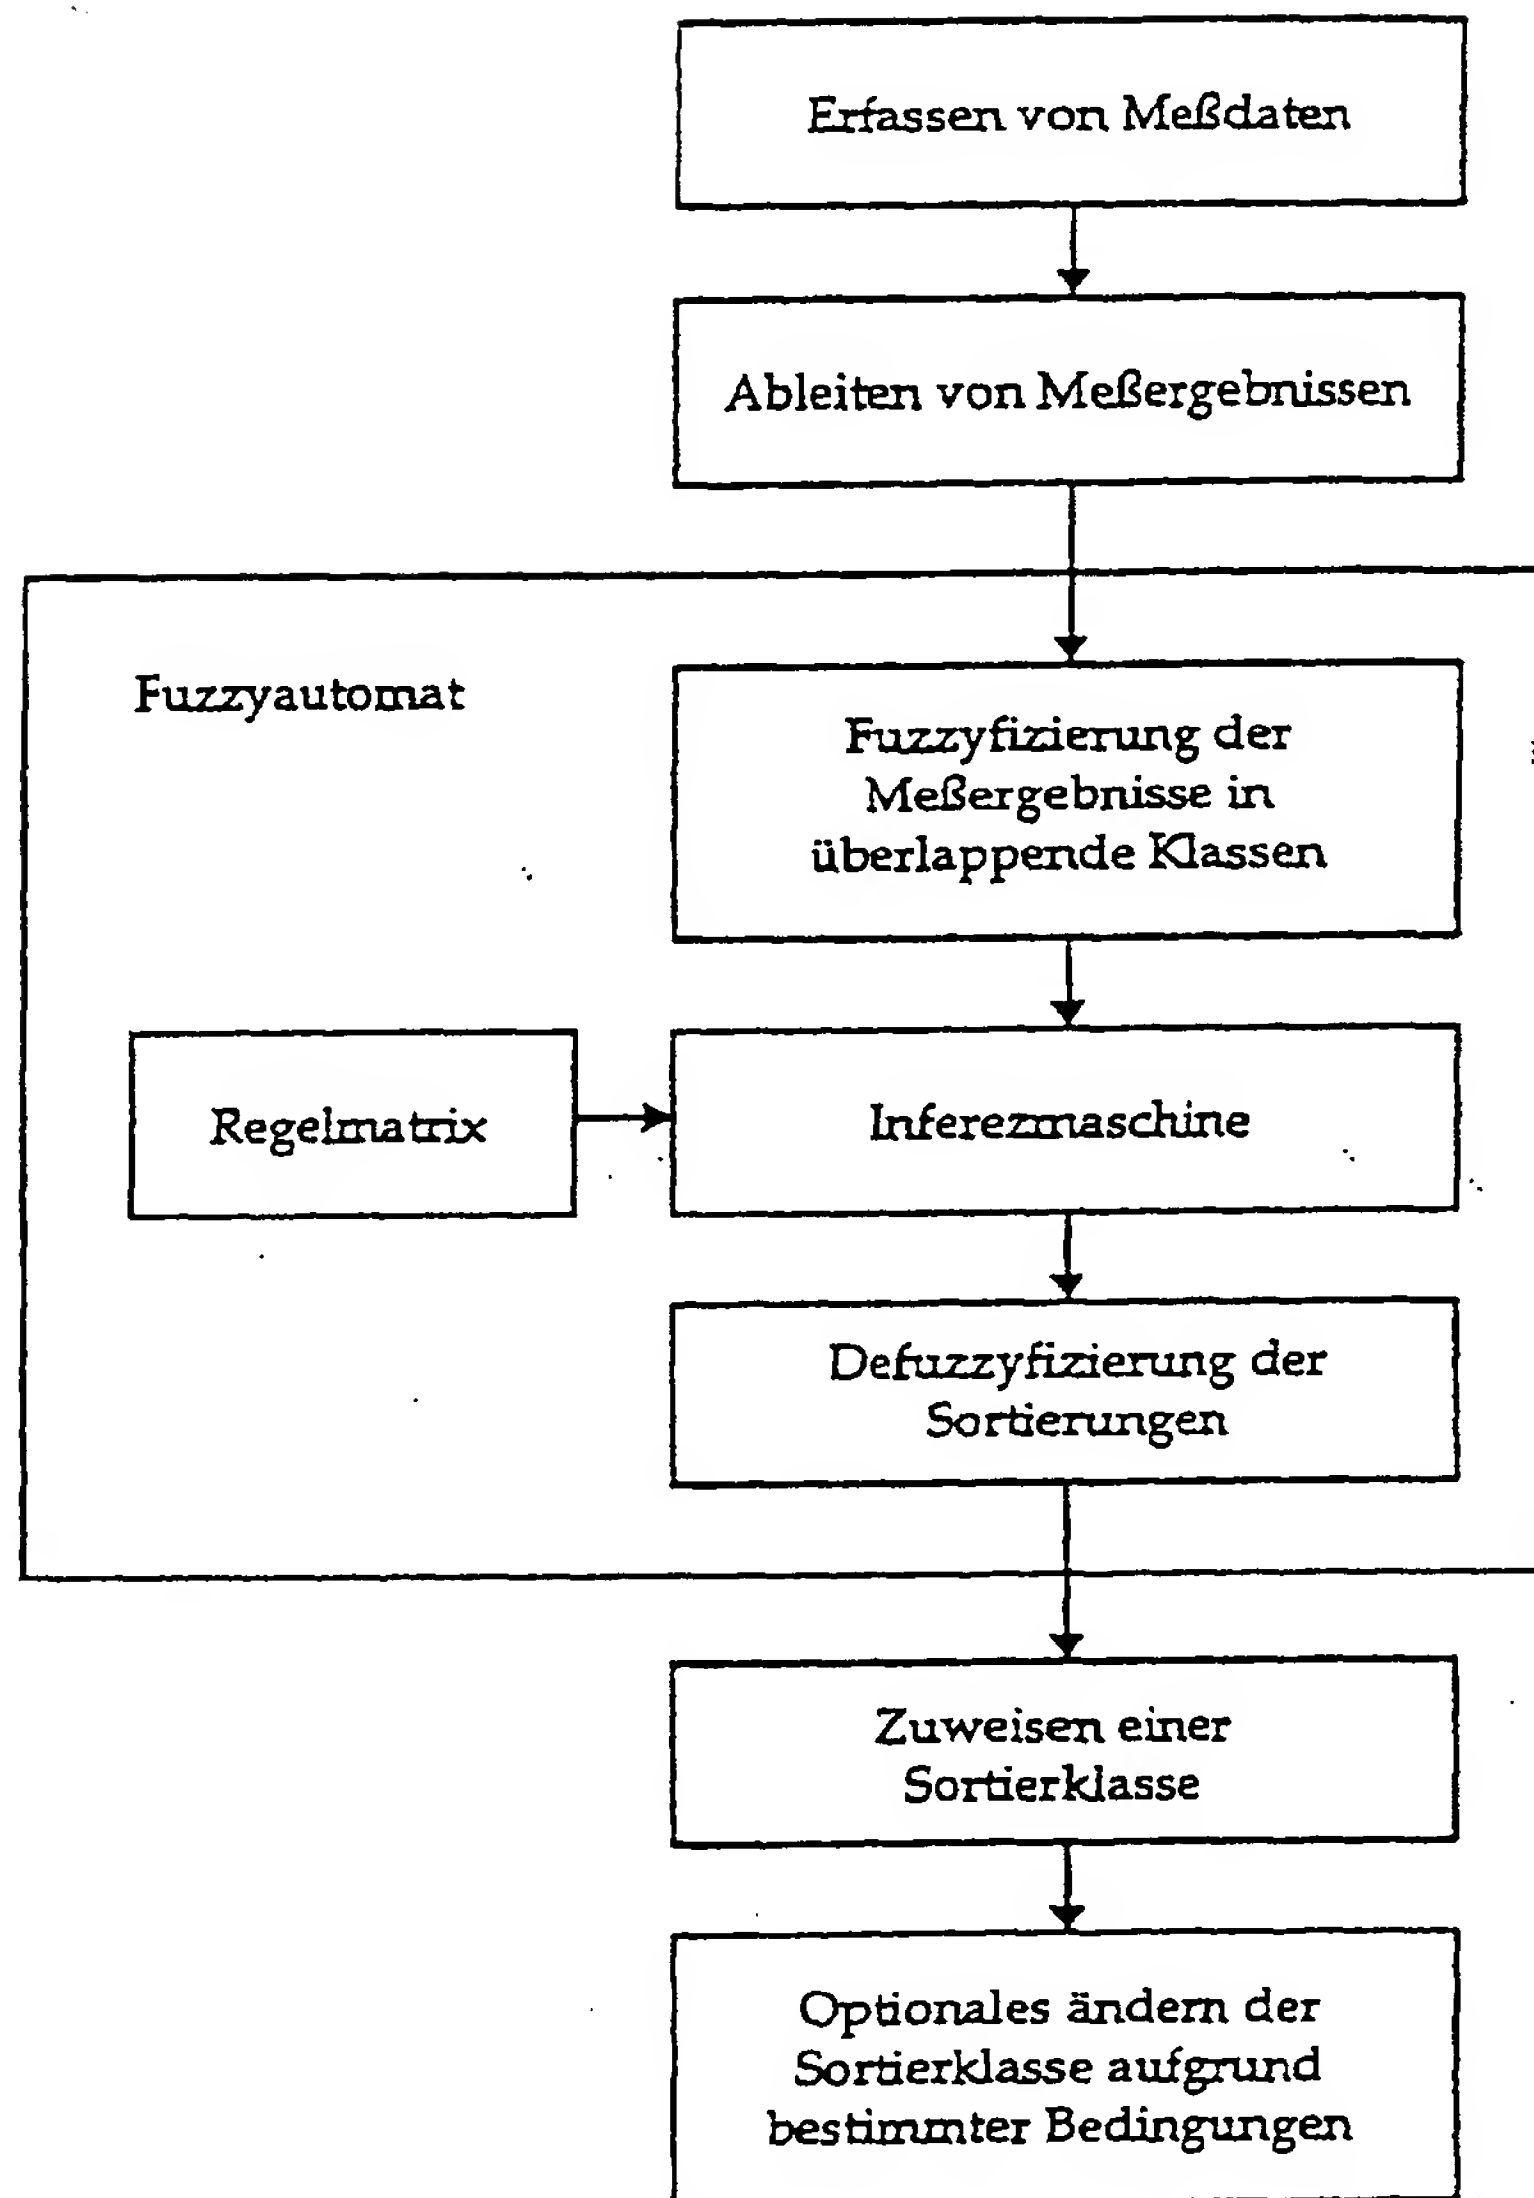 Erfassen von Meßdaten
Ableiten von Meßergebnissen
Fuzzyautomat
Fuzzyfizierung der
Meßergebnisse in
überlappende Klassen
Regelmatrix
Inferezmaschine
Defuzzyfizierung der
Sortierungen
Zuweisen einer
Sortierklasse
Optionales ändern der
Sortierklasse aufgrund
bestimmter Bedingungen